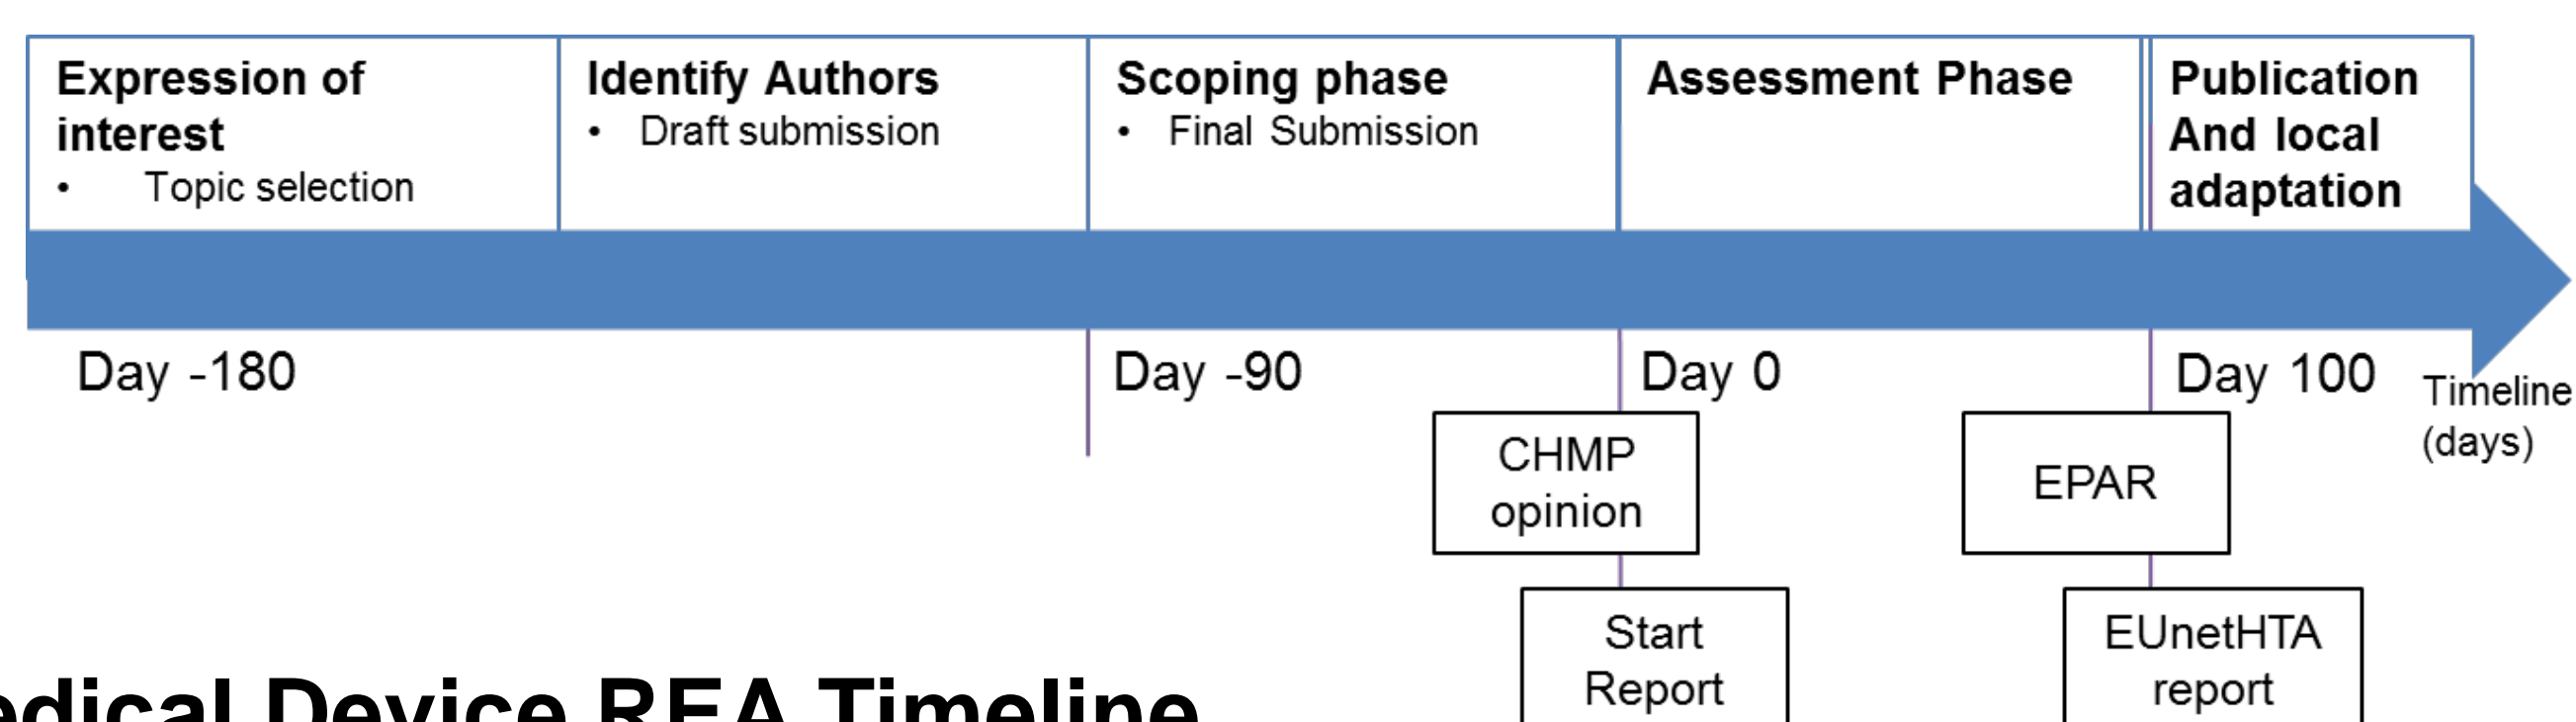 Expression of
interest
• Topic selection
Identify Authors
• Draft submission
Scoping phase
• Final Submission
Assessment Phase
Publication
And local
adaptation
Day -180
Day -90
Day 0
Day 100
Timeline
(days)
CHMP
opinion
EPAR
Start
Report
EUnetHTA
report
Device REA Timeline